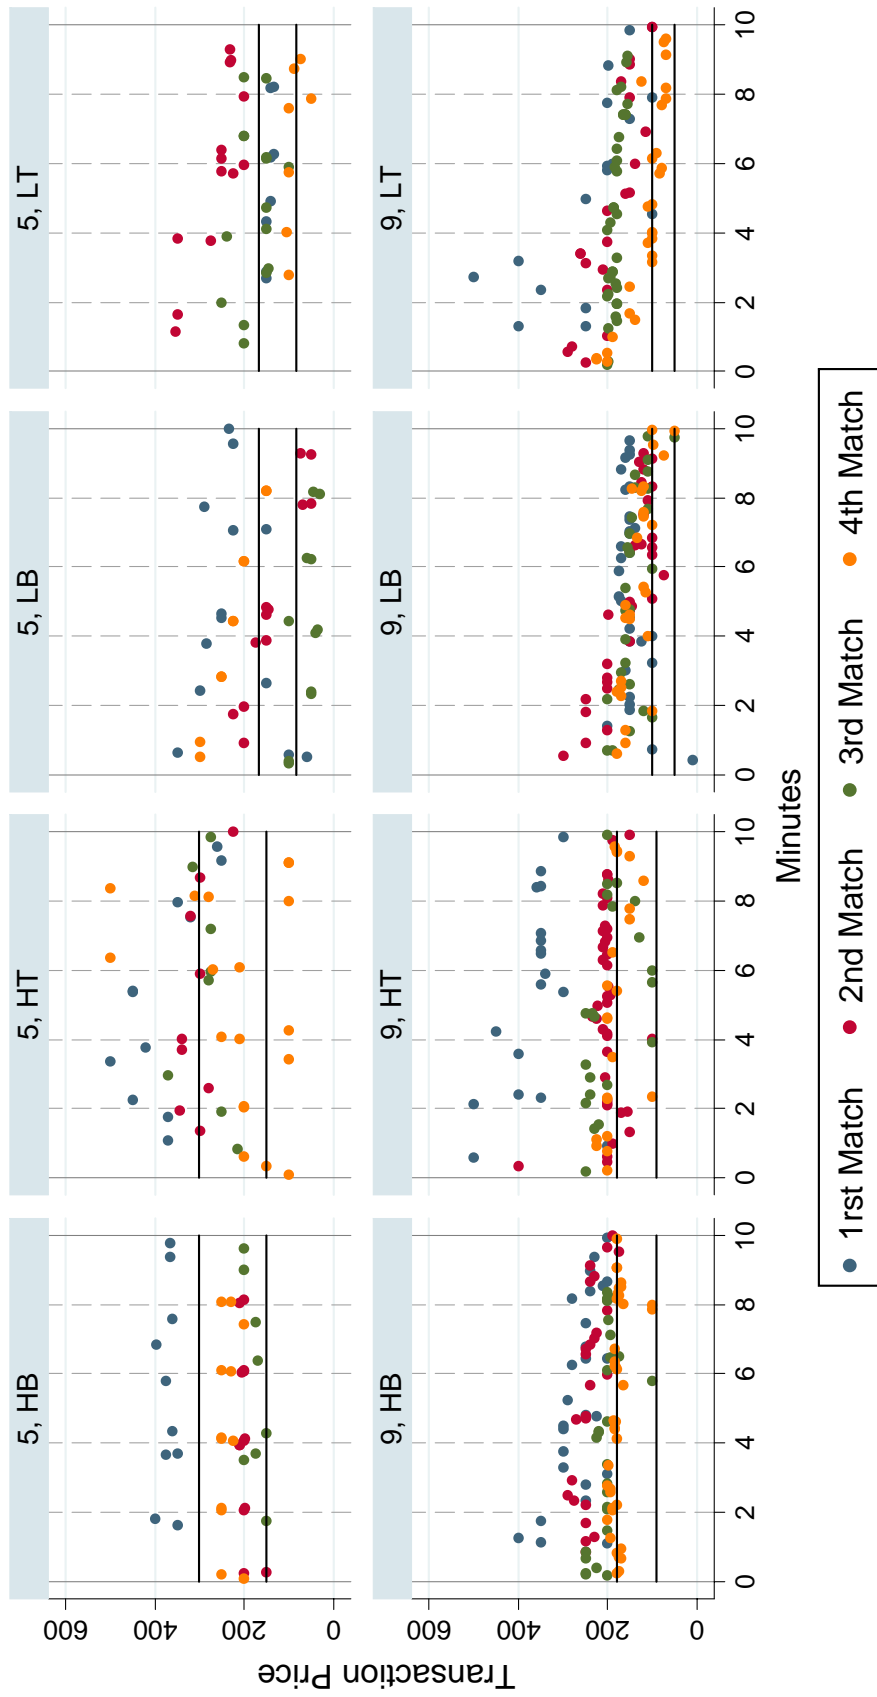 5, HB
5, HT
5, LB
5, LT
9, HB
9, HT
9, LB
9, LT
0 200 400 600
0 200 400 600
0 2 4 6 8 10
0 2 4 6 8 10
0 2 4 6 8 10
0 2 4 6 8 10
Transaction Price
Minutes
1rst Match
2nd Match
3rd Match
4th Match